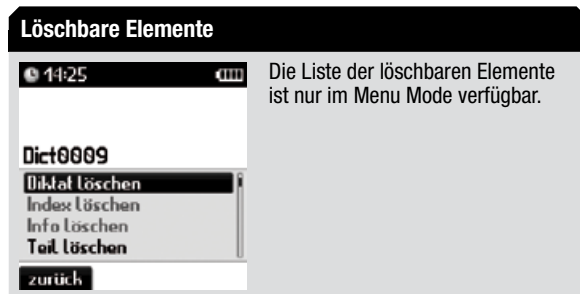 Löschbare Elemente
14:25
Die Liste der löschbaren Elemente
ist nur im Menu Mode verfügbar.
Dict0009
Diktat löschen
Index löschen
Info löschen
Teil löschen
zurück